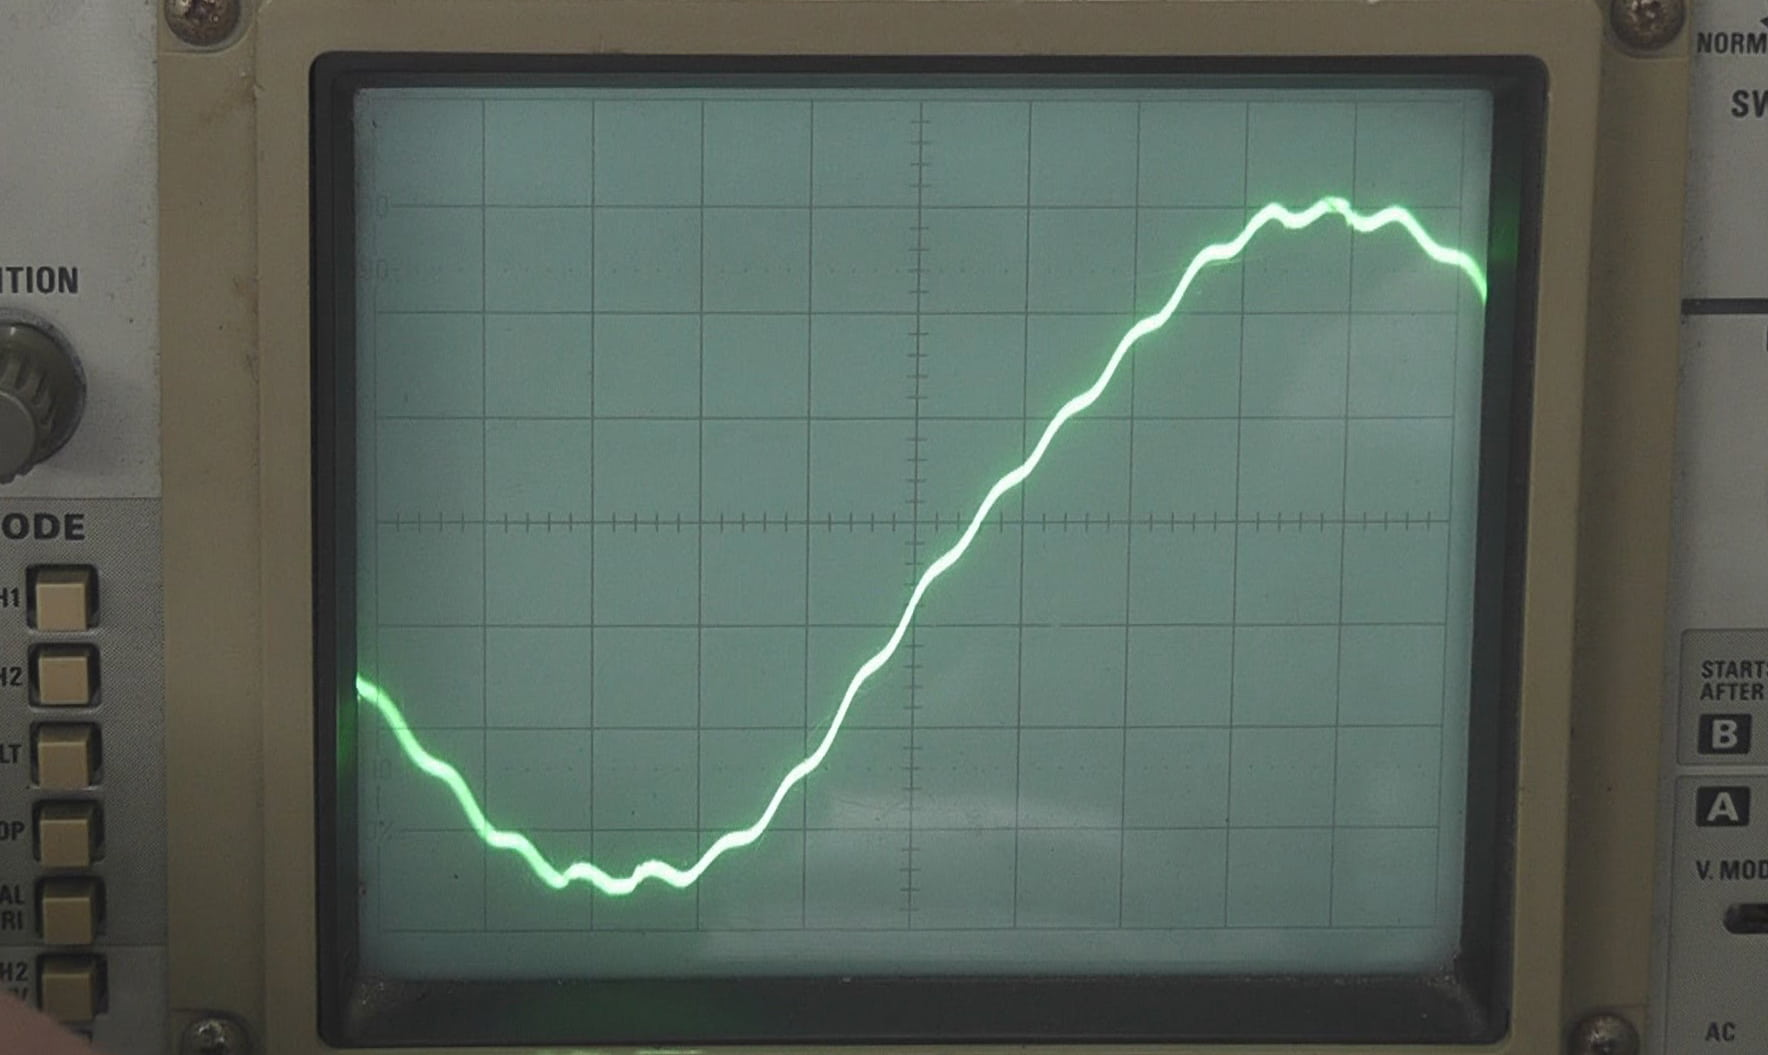 NORM
SW
ITION
ODE
H1
H2
LT
OP
AL
RI
H2
STARTS
AFTER
B
A
V. MOD
AC